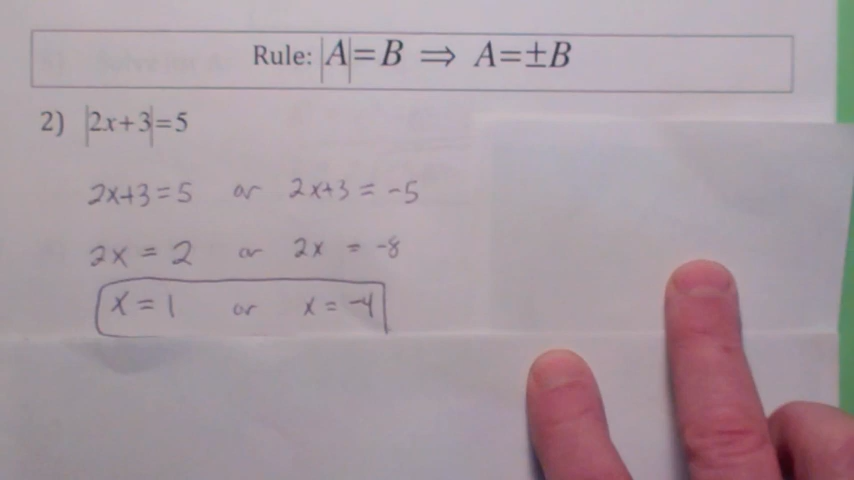 Rule: |A|=B ⟹ A=±B
2) |2x+3|=5
2x+3=5 or 2x+3=-5
2x=2 or 2x=-8
x=1 or x=-4